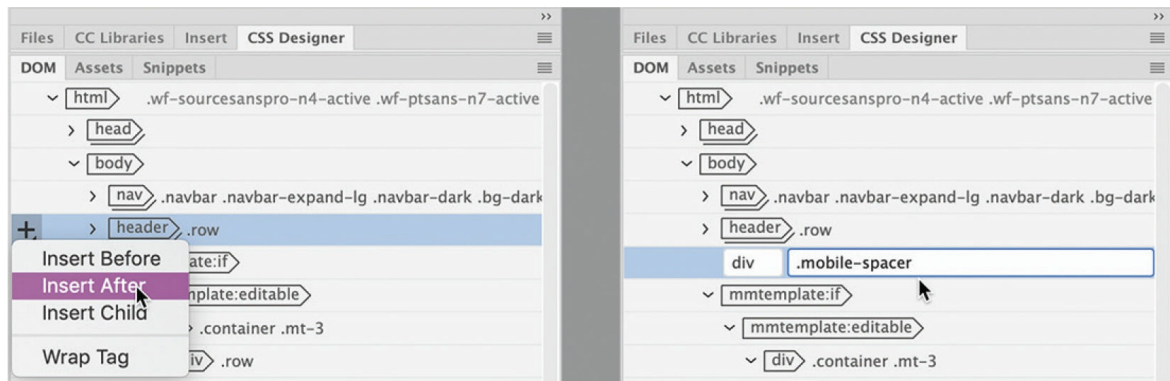 Files CC Libraries Insert CSS Designer
DOM Assets Snippets
html .wf-sourcesanspro-n4-active .wf-ptsans-n7-active
head
body
nav .navbar .navbar-expand-lg .navbar-dark .bg-dark
header .row
Insert Before
Insert After
Insert Child
Wrap Tag
ate:if
mplate:editable
.container .mt-3
iv .row
Files CC Libraries Insert CSS Designer
DOM Assets Snippets
html .wf-sourcesanspro-n4-active .wf-ptsans-n7-active
head
body
nav .navbar .navbar-expand-lg .navbar-dark .bg-dark
header .row
div .mobile-spacer
mmtemplate:if
mmtemplate:editable
div .container .mt-3